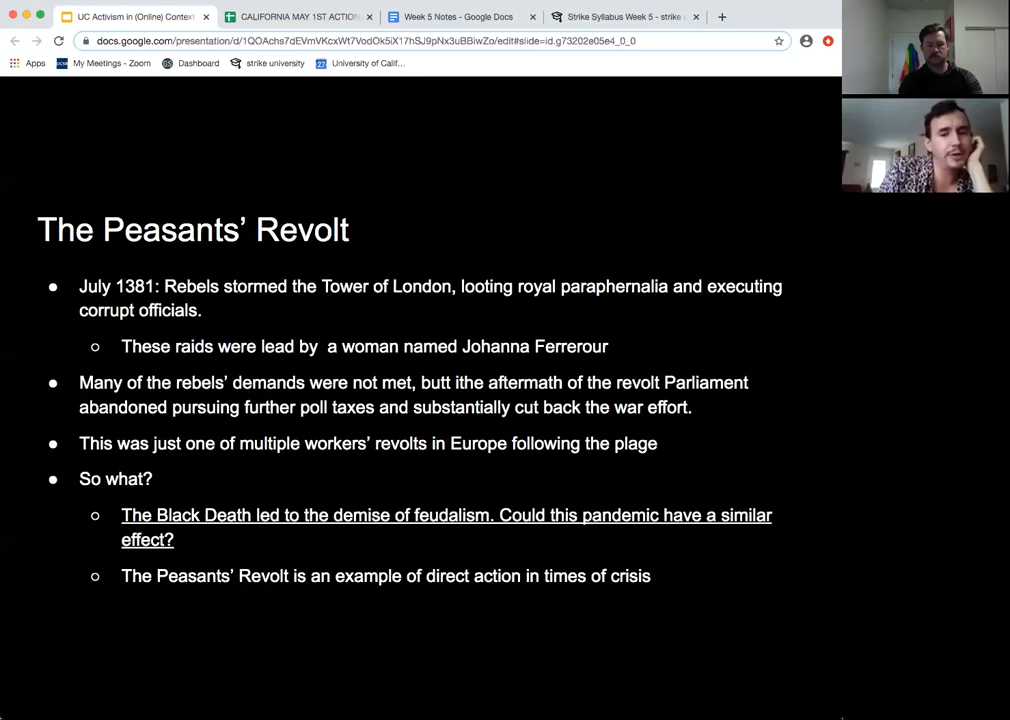 UC Activism in (Online) Context
CALIFORNIA MAY 1ST ACTION
Week 5 Notes - Google Docs
Strike Syllabus Week 5 - strike
docs.google.com/presentation/d/1QOAchs7dEVmVKcxWt7VodOk5iX17hSJ9pNx3uBBiwZo/edit#slide=id.g73202e05e4_0_0
Apps
My Meetings - Zoom
Dashboard
strike university
27 University of Calif...
The Peasants’ Revolt
● July 1381: Rebels stormed the Tower of London, looting royal paraphernalia and executing
corrupt officials.
○ These raids were lead by a woman named Johanna Ferrerour
● Many of the rebels’ demands were not met, butt ithe aftermath of the revolt Parliament
abandoned pursuing further poll taxes and substantially cut back the war effort.
● This was just one of multiple workers’ revolts in Europe following the plage
● So what?
○ The Black Death led to the demise of feudalism. Could this pandemic have a similar
effect?
○ The Peasants’ Revolt is an example of direct action in times of crisis